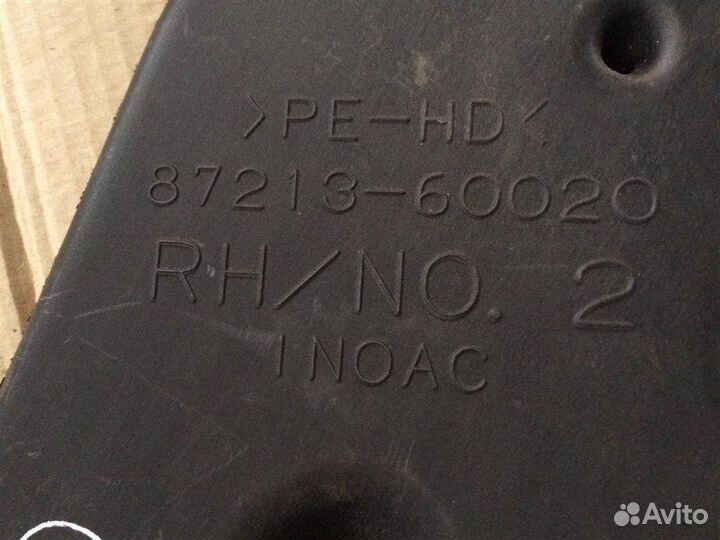 >PE-HD<
87213-60020
RH/NO. 2
INOAC
Avito